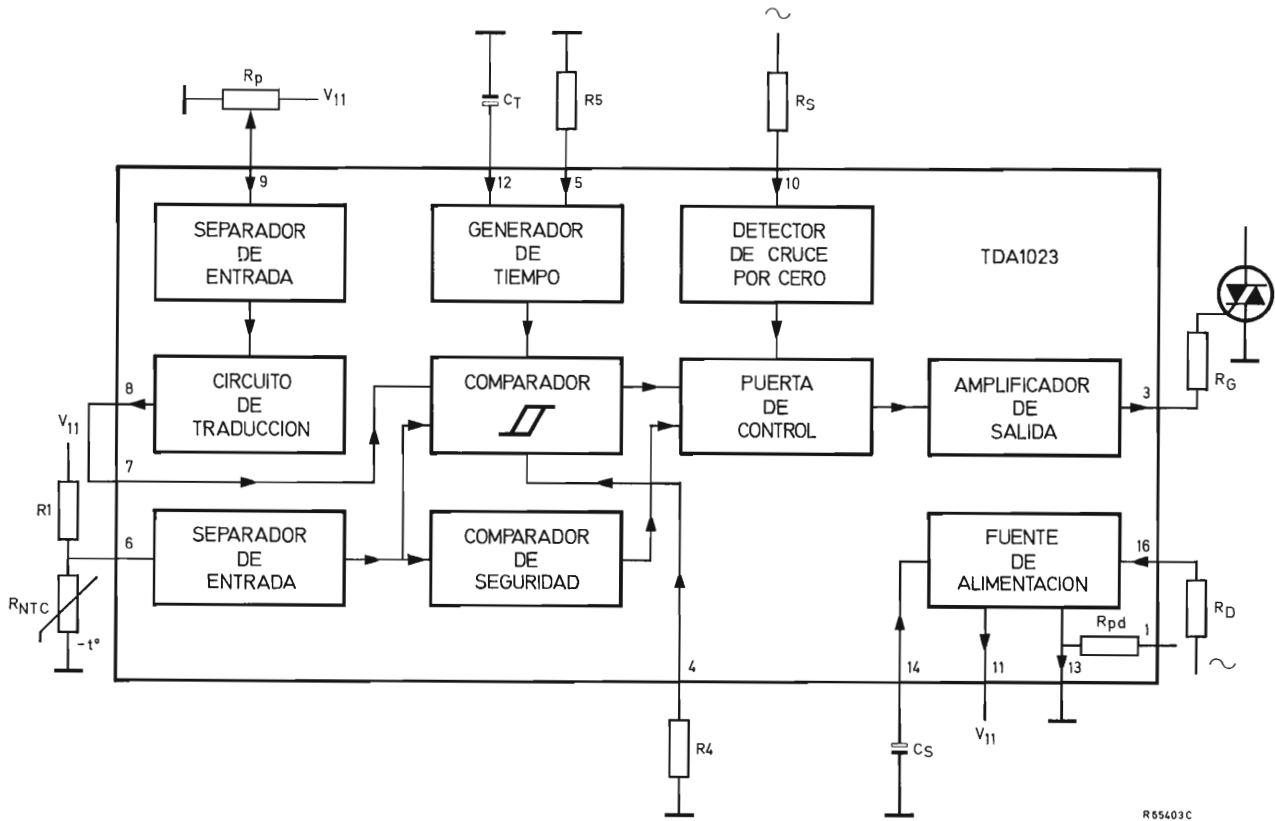 ~
Rp
V11
CT
R5
RS
9
12
5
10
SEPARADOR
DE
ENTRADA
GENERADOR
DE
TIEMPO
DETECTOR
DE CRUCE
POR CERO
TDA1023
8
CIRCUITO
DE
TRADUCCION
COMPARADOR
PUERTA
DE
CONTROL
AMPLIFICADOR
DE
SALIDA
3
RG
V11
7
R1
6
SEPARADOR
DE
ENTRADA
COMPARADOR
DE
SEGURIDAD
FUENTE
DE
ALIMENTACION
16
RNTC
-t°
RD
Rpd
1
~
4
14
11
13
R4
CS
V11
R65403C